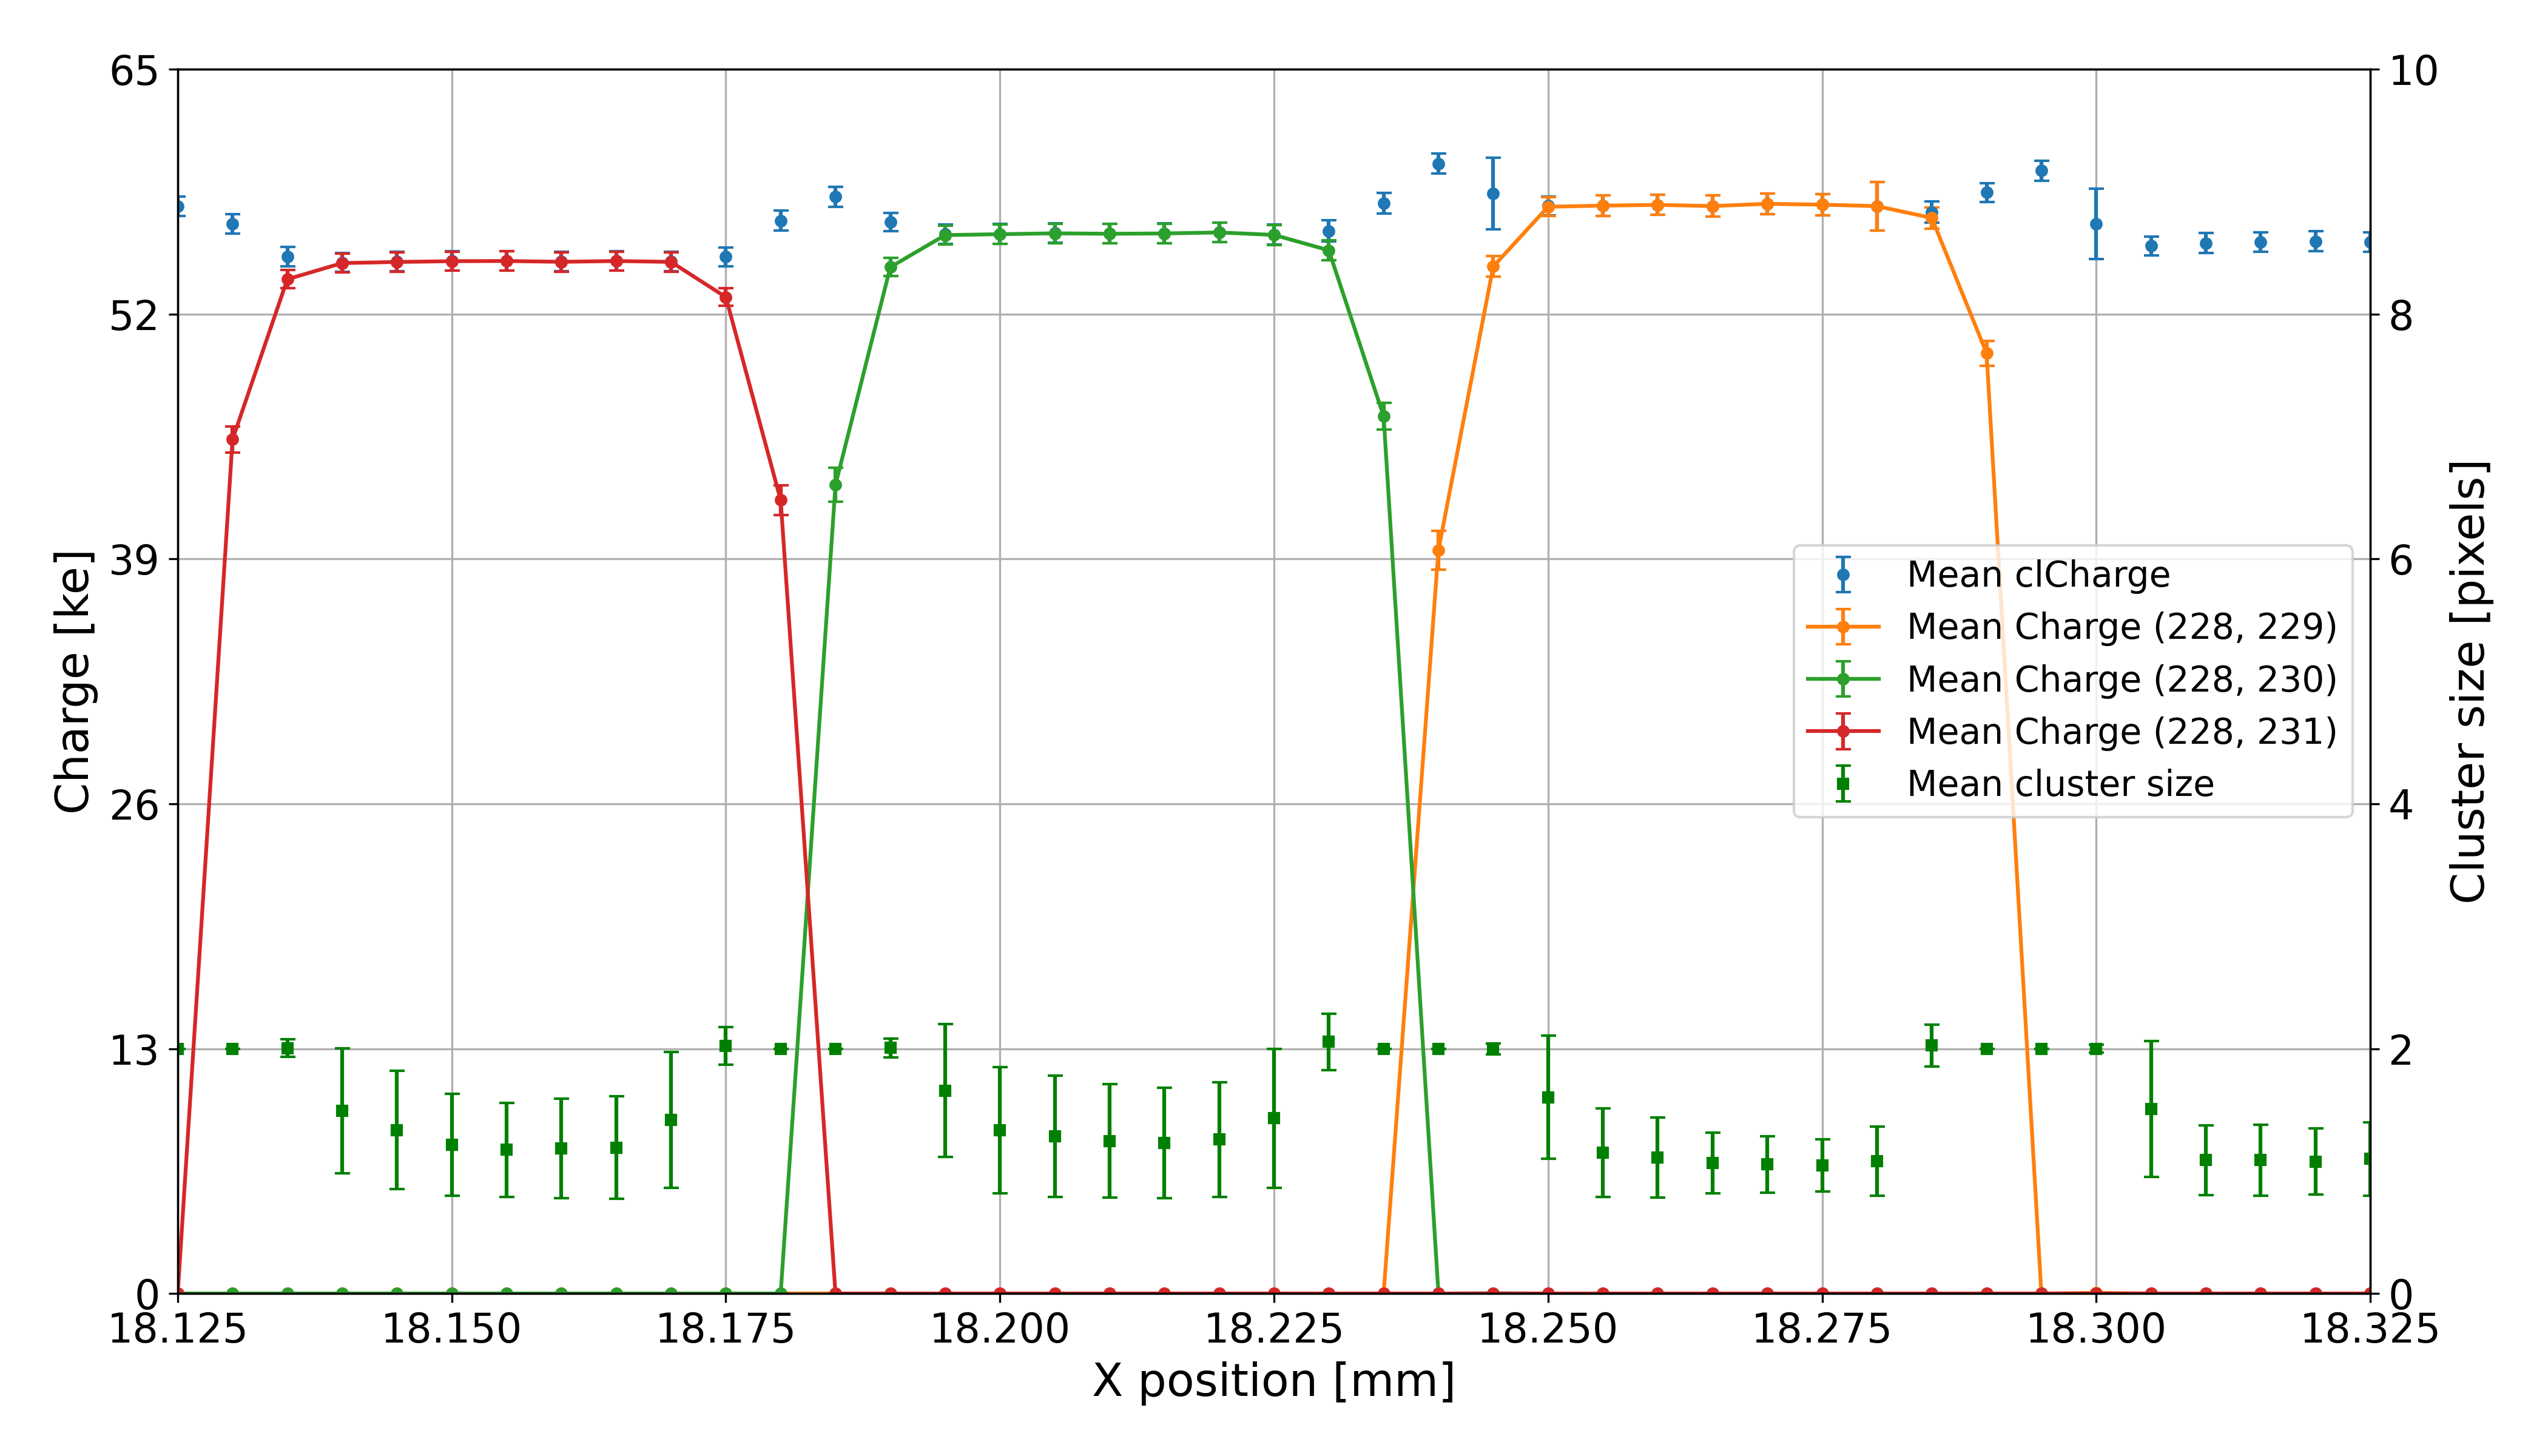 65
52
39
26
13
0
Charge [ke]
10
8
6
4
2
0
Cluster size [pixels]
Mean clCharge
Mean Charge (228, 229)
Mean Charge (228, 230)
Mean Charge (228, 231)
Mean cluster size
18.125 18.150 18.175 18.200 18.225 18.250 18.275 18.300 18.325
X position [mm]